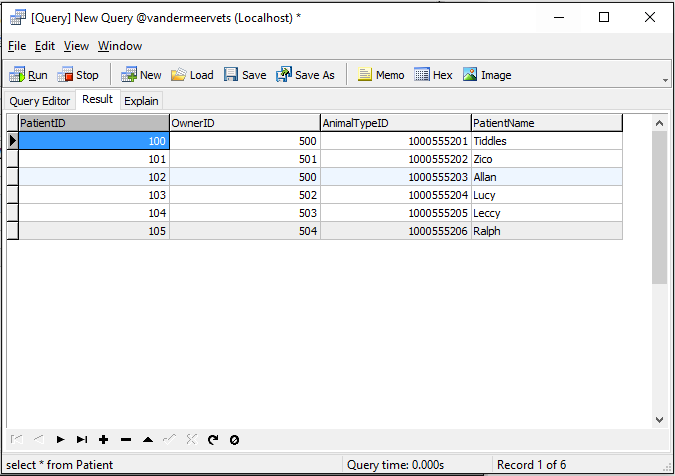 [Query] New Query @vandermeervets (Localhost) *
File Edit View Window
Run Stop New Load Save Save As Memo Hex Image
Query Editor Result Explain
PatientID OwnerID AnimalTypeID PatientName
100 500 1000555201 Tiddles
101 501 1000555202 Zico
102 500 1000555203 Allan
103 502 1000555204 Lucy
104 503 1000555205 Leccy
105 504 1000555206 Ralph
select * from Patient Query time: 0.000s Record 1 of 6